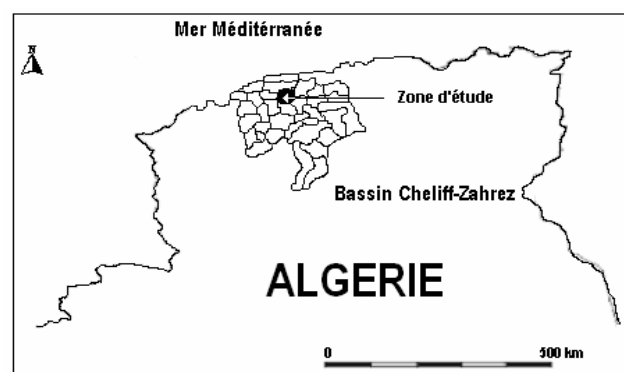 Mer Méditérranée
N
Zone d'étude
Bassin Cheliff-Zahrez
ALGERIE
0 500 km